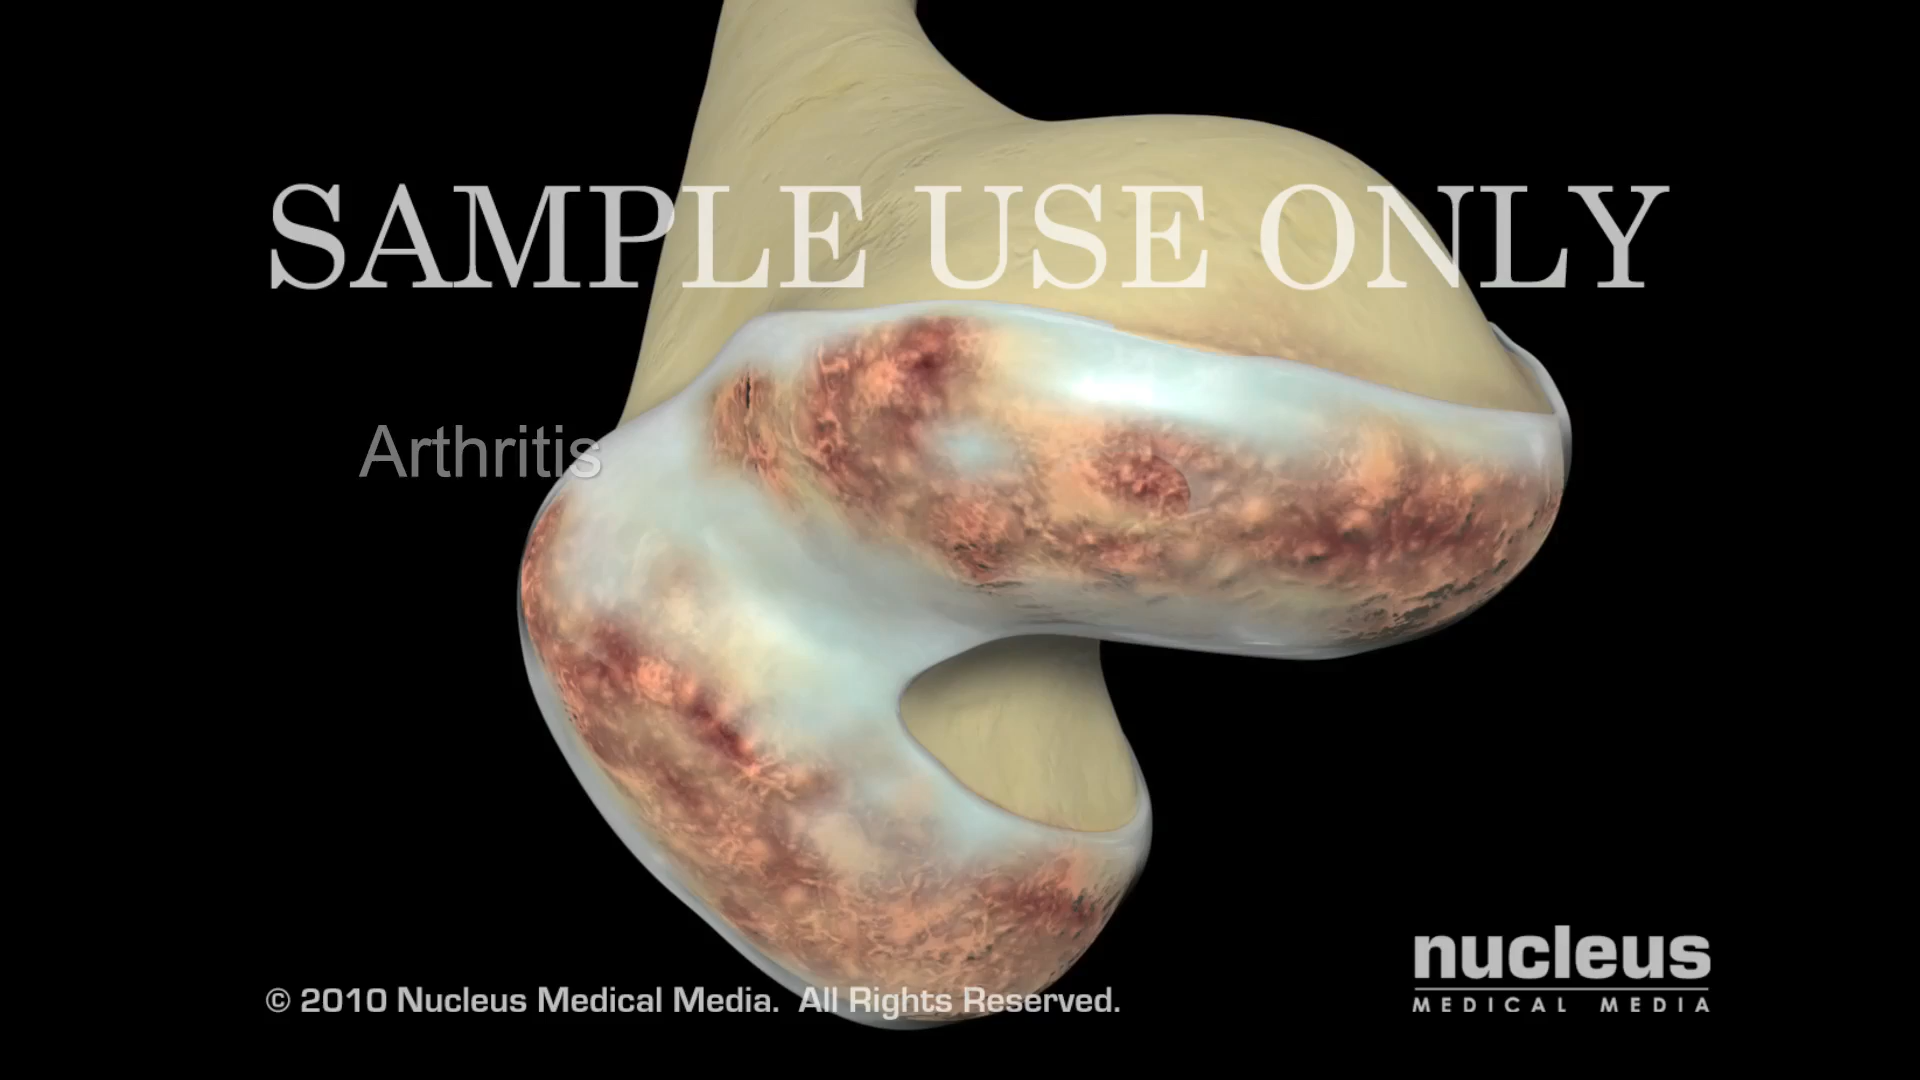 SAMPLE USE ONLY
Arthritis
nucleus
MEDICAL MEDIA
© 2010 Nucleus Medical Media. All Rights Reserved.